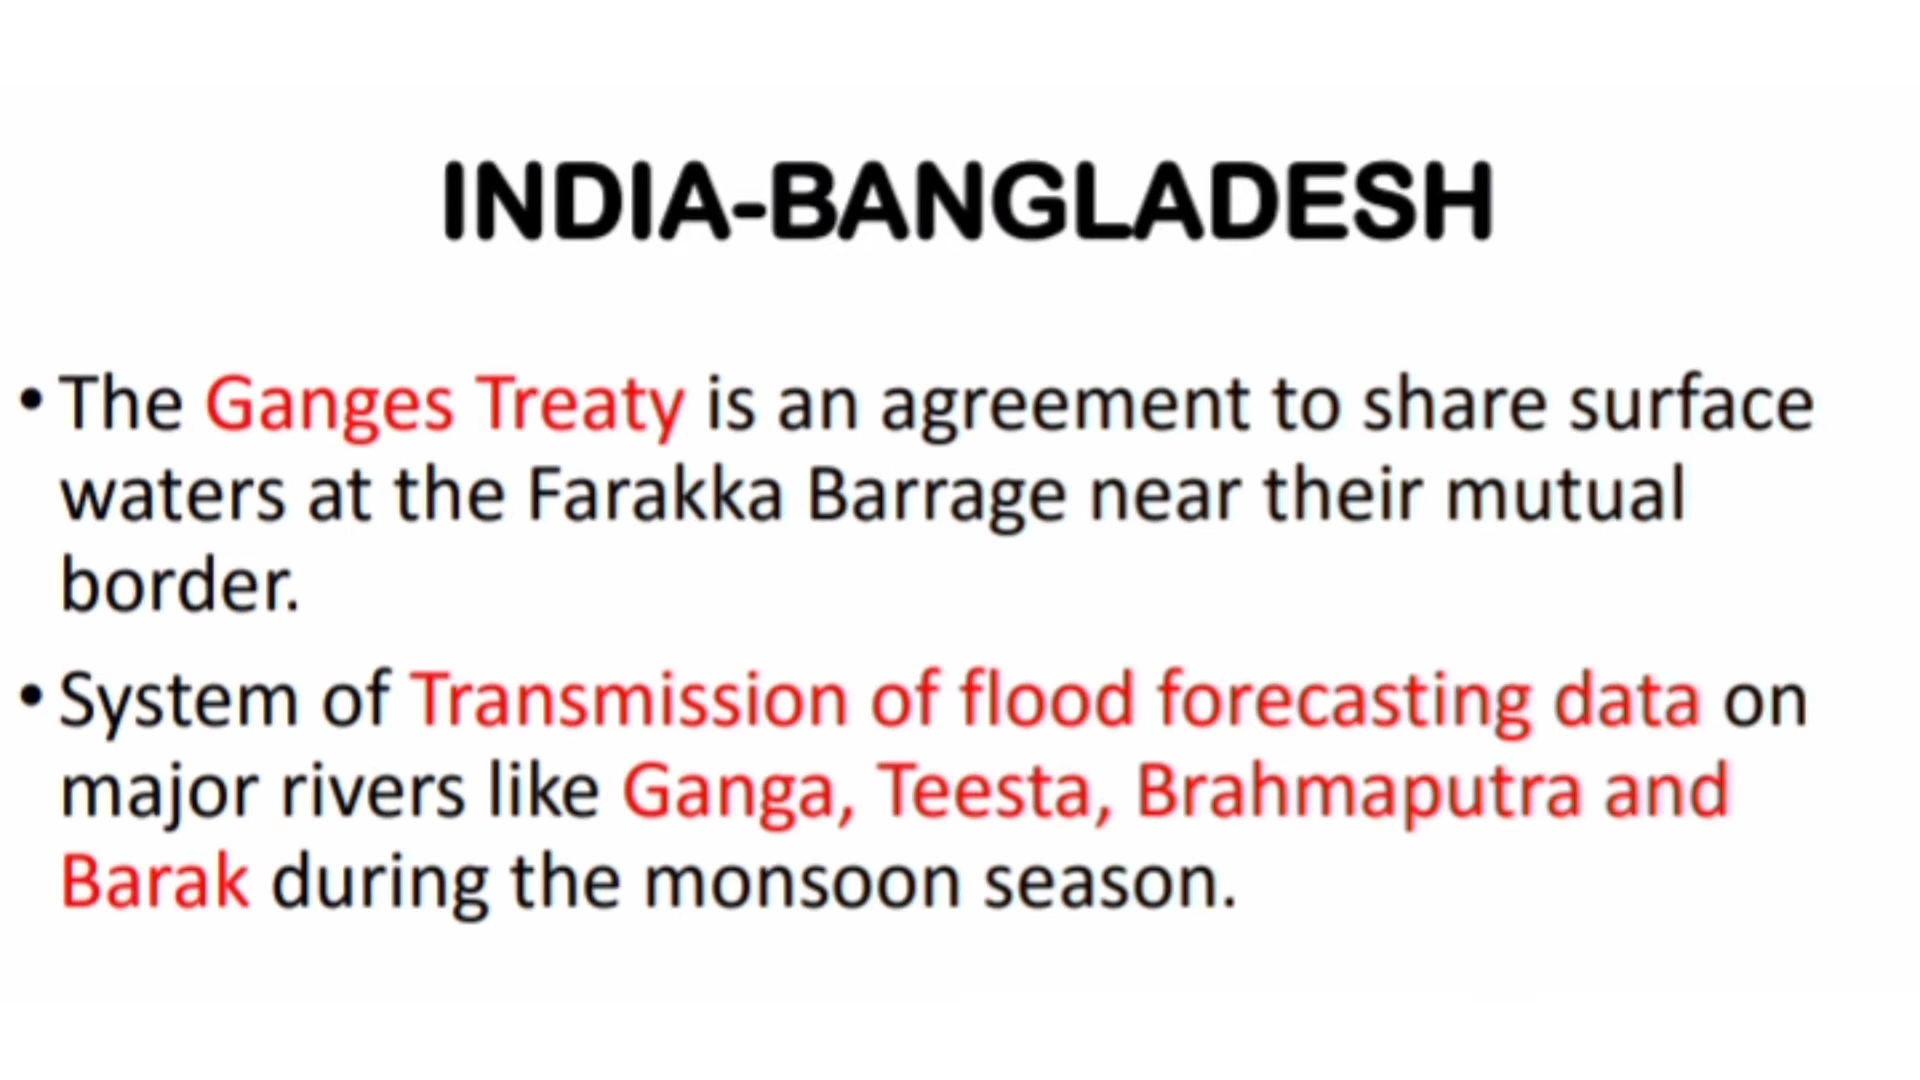 INDIA-BANGLADESH
• The Ganges Treaty is an agreement to share surface
waters at the Farakka Barrage near their mutual
border.
• System of Transmission of flood forecasting data on
major rivers like Ganga, Teesta, Brahmaputra and
Barak during the monsoon season.